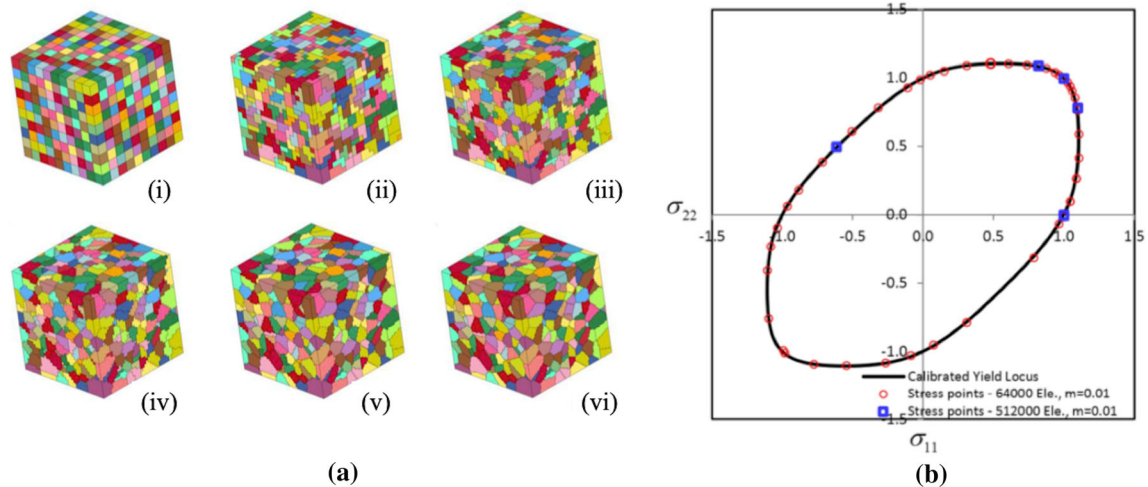 (i)
(ii)
(iii)
(iv)
(v)
(vi)
(a)
1.5
1.0
0.5
0.0
-1.5
-1.0
-0.5
0.0
0.5
1.0
1.5
-0.5
-1.0
-1.5
σ22
σ11
Calibrated Yield Locus
Stress points - 64000 Ele., m=0.01
Stress points - 512000 Ele., m=0.01
(b)